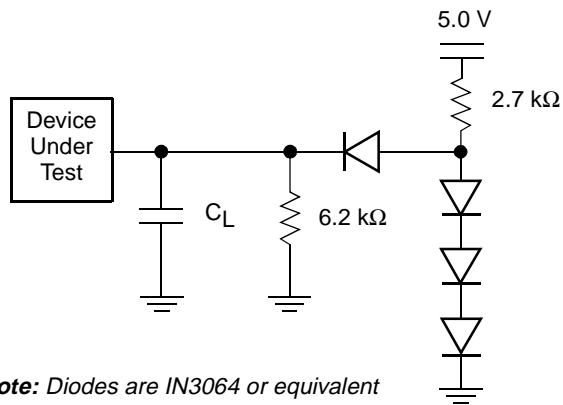 5.0 V
2.7 kΩ
Device
Under
Test
CL
6.2 kΩ
ote: Diodes are IN3064 or equivalent